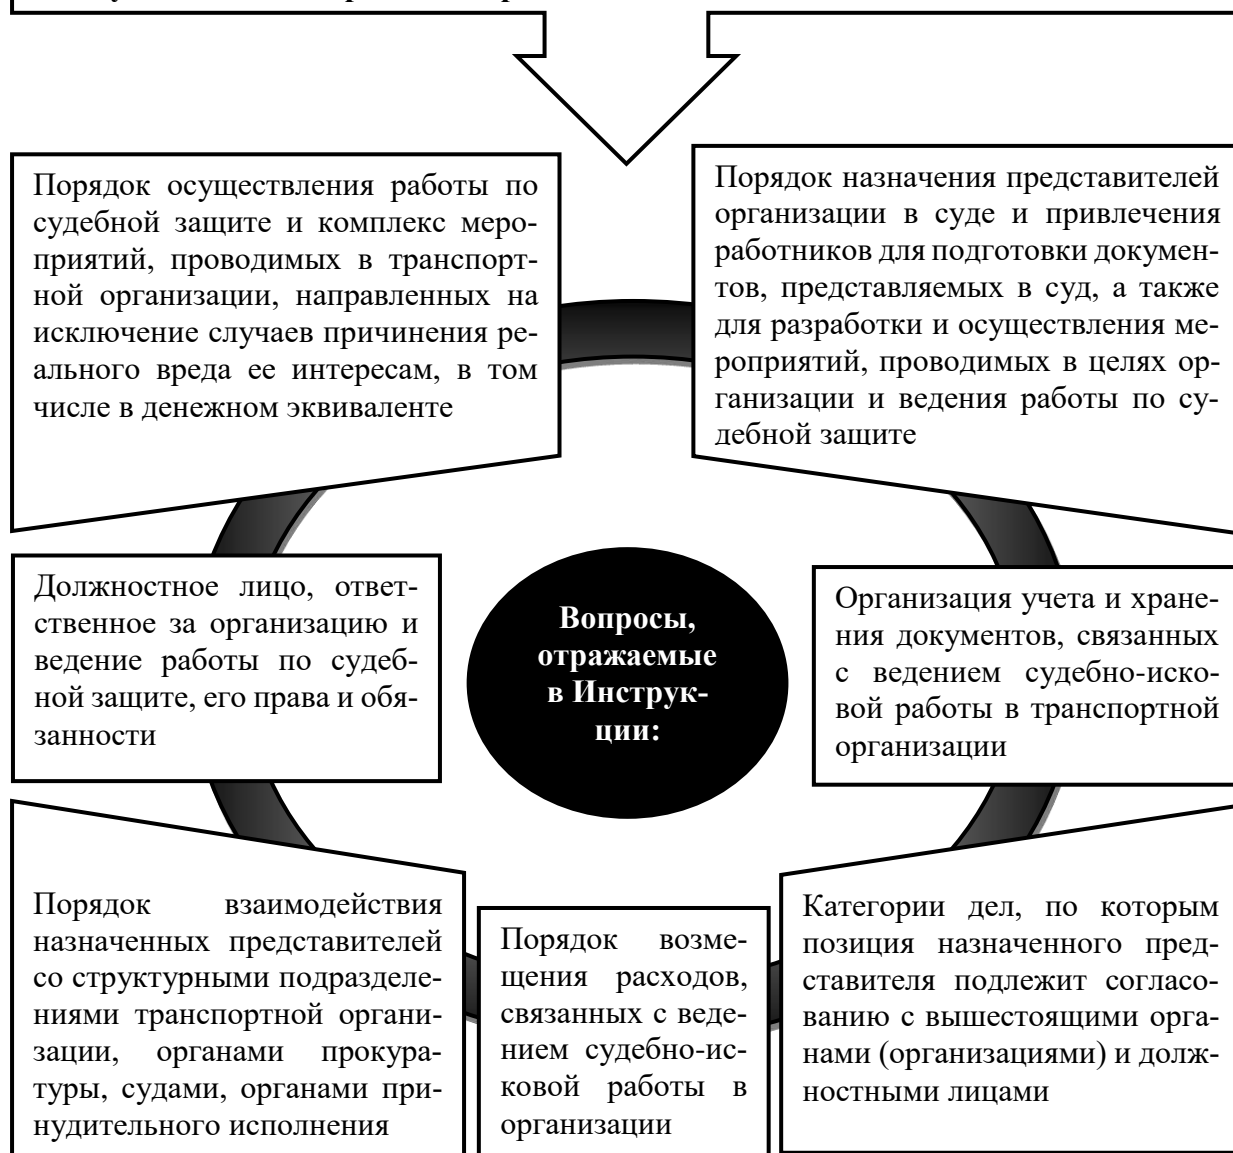 Порядок осуществления работы по
судебной защите и комплекс меро-
приятий, проводимых в транспорт-
ной организации, направленных на
исключение случаев причинения ре-
ального вреда ее интересам, в том
числе в денежном эквиваленте
Порядок назначения представителей
организации в суде и привлечения
работников для подготовки докумен-
тов, представляемых в суд, а также
для разработки и осуществления ме-
роприятий, проводимых в целях ор-
ганизации и ведения работы по су-
дебной защите
Должностное лицо, ответ-
ственное за организацию и
ведение работы по судеб-
ной защите, его права и обя-
занности
Вопросы,
отражаемые
в Инструк-
ции:
Организация учета и хране-
ния документов, связанных
с ведением судебно-иско-
вой работы в транспортной
организации
Порядок взаимодействия
назначенных представителей
со структурными подразделе-
ниями транспортной органи-
зации, органами прокура-
туры, судами, органами при-
нудительного исполнения
Порядок возме-
щения расходов,
связанных с веде-
нием судебно-ис-
ковой работы в
организации
Категории дел, по которым
позиция назначенного пред-
ставителя подлежит согласо-
ванию с вышестоящими орга-
нами (организациями) и долж-
ностными лицами